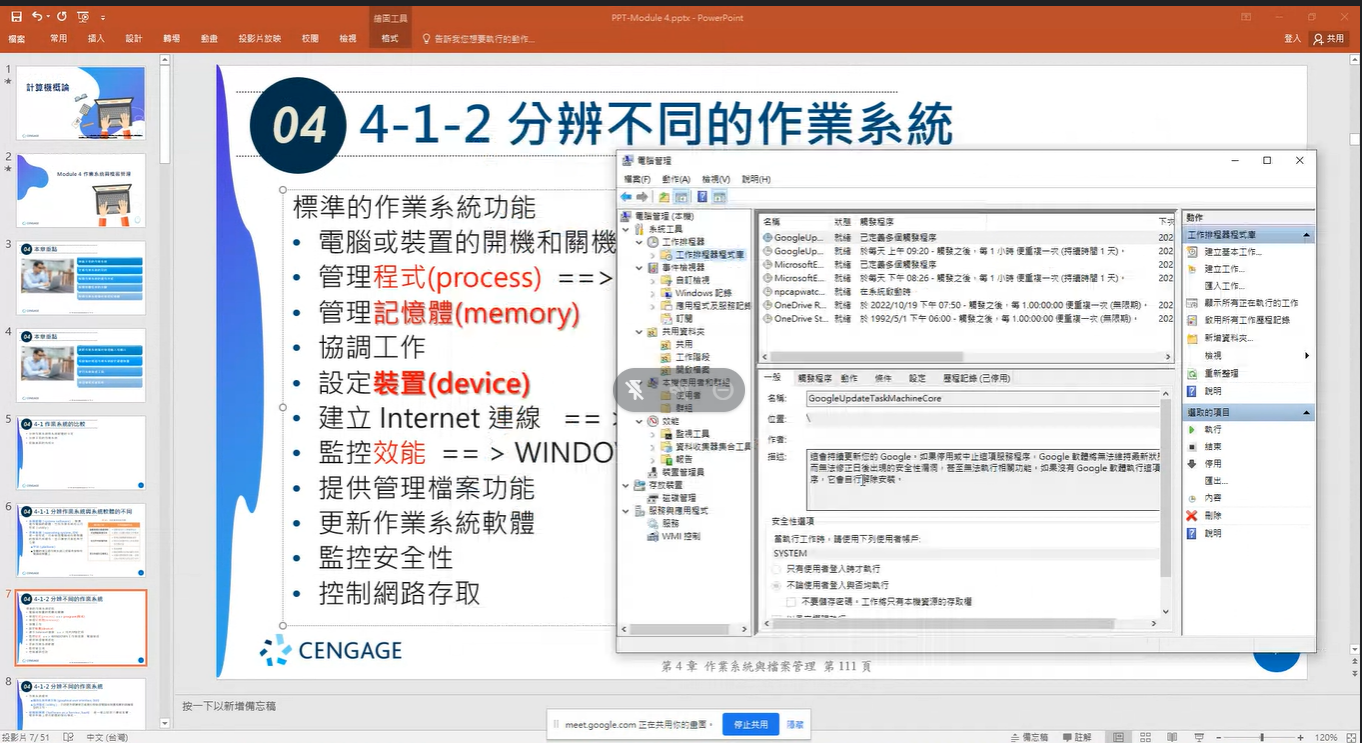 繪圖工具
PPT-Module 4.pptx - PowerPoint
檔案 常用 插入 設計 轉場 動畫 投影片放映 校閱 檢視 格式 告訴我您想要執行的動作... 登入 共用
1
計算機概論
2
Module 4 作業系統與檔案管理
3
04 本章重點
4
04 本章重點
5
04 4-1 作業系統的比較
6
04 4-1-1 分辨作業系統與系統軟體的不同
7
04 4-1-2 分辨不同的作業系統
8
04 4-1-2 分辨不同的作業系統
04 4-1-2 分辨不同的作業系統
標準的作業系統功能
• 電腦或裝置的開機和關機
• 管理程式(process) ==>
• 管理記憶體(memory)
• 協調工作
• 設定裝置(device)
• 建立 Internet 連線 == >
• 監控效能 == > WINDO
• 提供管理檔案功能
• 更新作業系統軟體
• 監控安全性
• 控制網路存取
CENGAGE
第 4 章 作業系統與檔案管理 第 111 頁
電腦管理
檔案(F) 動作(A) 檢視(V) 說明(H)
電腦管理 (本機)
系統工具
工作排程器
工作排程器程式庫
事件檢視器
自訂檢視
Windows 記錄
應用程式及服務記錄
訂閱
共用資料夾
共用
工作階段
開啟檔案
本機使用者和群組
使用者
群組
效能
監視工具
資料收集器集合工具
報告
裝置管理員
存放裝置
磁碟管理
服務與應用程式
服務
WMI 控制
名稱 狀態 觸發程序 下次
GoogleUp... 就緒 已定義多個觸發程序 202
GoogleUp... 就緒 於每天 上午 09:20 - 觸發之後，每 1 小時 便重複一次 (持續時間 1 天)。 202
MicrosoftE... 就緒 已定義多個觸發程序 202
MicrosoftE... 就緒 於每天 下午 08:26 - 觸發之後，每 1 小時 便重複一次 (持續時間 1 天)。 202
npcapwatc... 就緒 在系統啟動時
OneDrive R... 就緒 於 2022/10/19 下午 07:50 - 觸發之後，每 1.00:00:00 便重複一次 (無限期)。 202
OneDrive St... 就緒 於 1992/5/1 下午 06:00 - 觸發之後，每 1.00:00:00 便重複一次 (無限期)。 202
一般 觸發程序 動作 條件 設定 歷程記錄 (已停用)
名稱: GoogleUpdateTaskMachineCore
位置: \
作者:
描述: 這會持續更新您的 Google。如果停用或中止這項服務程序，Google 軟體將無法維持最新狀
而無法修正日後出現的安全性漏洞，甚至無法執行相關功能。如果沒有 Google 軟體執行這項
序，它會自行解除安裝。
安全性選項
當執行工作時，請使用下列使用者帳戶:
SYSTEM
只有使用者登入時才執行
不論使用者登入與否均執行
不要儲存密碼。工作將只有本機資源的存取權
動作
工作排程器程式庫
建立基本工作...
建立工作...
匯入工作...
顯示所有正在執行的工作
啟用所有工作歷程記錄
新增資料夾...
檢視
重新整理
說明
選取的項目
執行
結束
停用
匯出...
內容
刪除
說明
按一下以新增備忘稿
meet.google.com 正在共用你的畫面。 停止共用 隱藏
投影片 7/ 51 中文 (台灣) 備忘稿 註解 120%